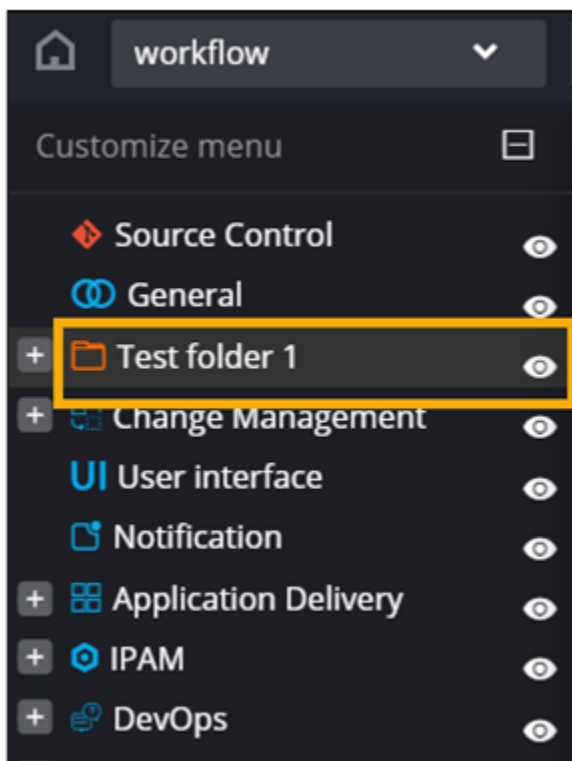 workflow
Customize menu
Source Control
General
Test folder 1
Change Management
UI User interface
Notification
Application Delivery
IPAM
DevOps